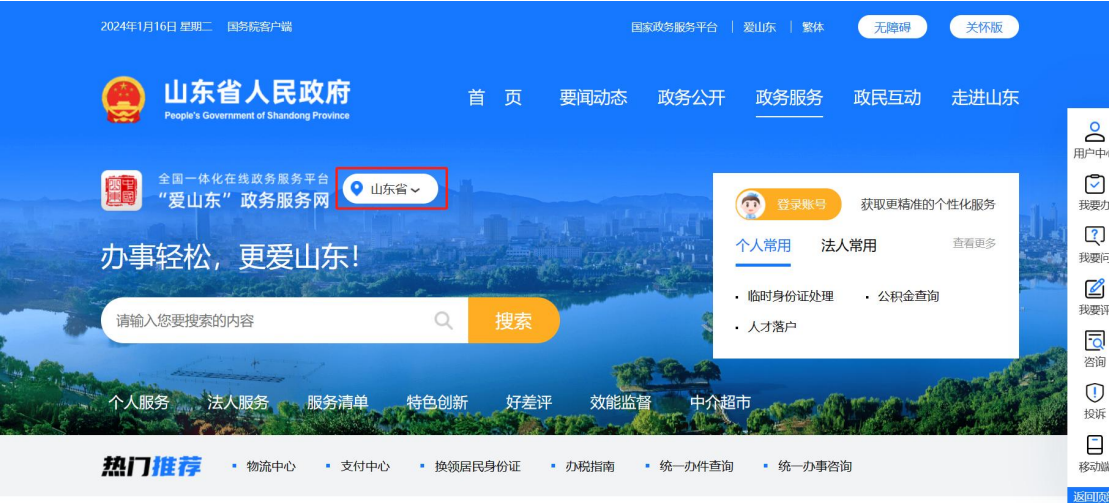 2024年1月16日 星期二 国务院客户端 国家政务服务平台 | 爱山东 | 繁体 无障碍 关怀版
山东省人民政府
People's Government of Shandong Province
首 页 要闻动态 政务公开 政务服务 政民互动 走进山东
全国一体化在线政务服务平台
“爱山东”政务服务网
山东省
办事轻松，更爱山东！
请输入您要搜索的内容 搜索
登录账号 获取更精准的个性化服务
个人常用 法人常用 查看更多
临时身份证处理 公积金查询
人才落户
个人服务 法人服务 服务清单 特色创新 好差评 效能监督 中介超市
热门推荐 物流中心 支付中心 换领居民身份证 办税指南 统一办件查询 统一办事咨询
用户中心
我要办
我要问
我要评
咨询
投诉
移动端
返回顶